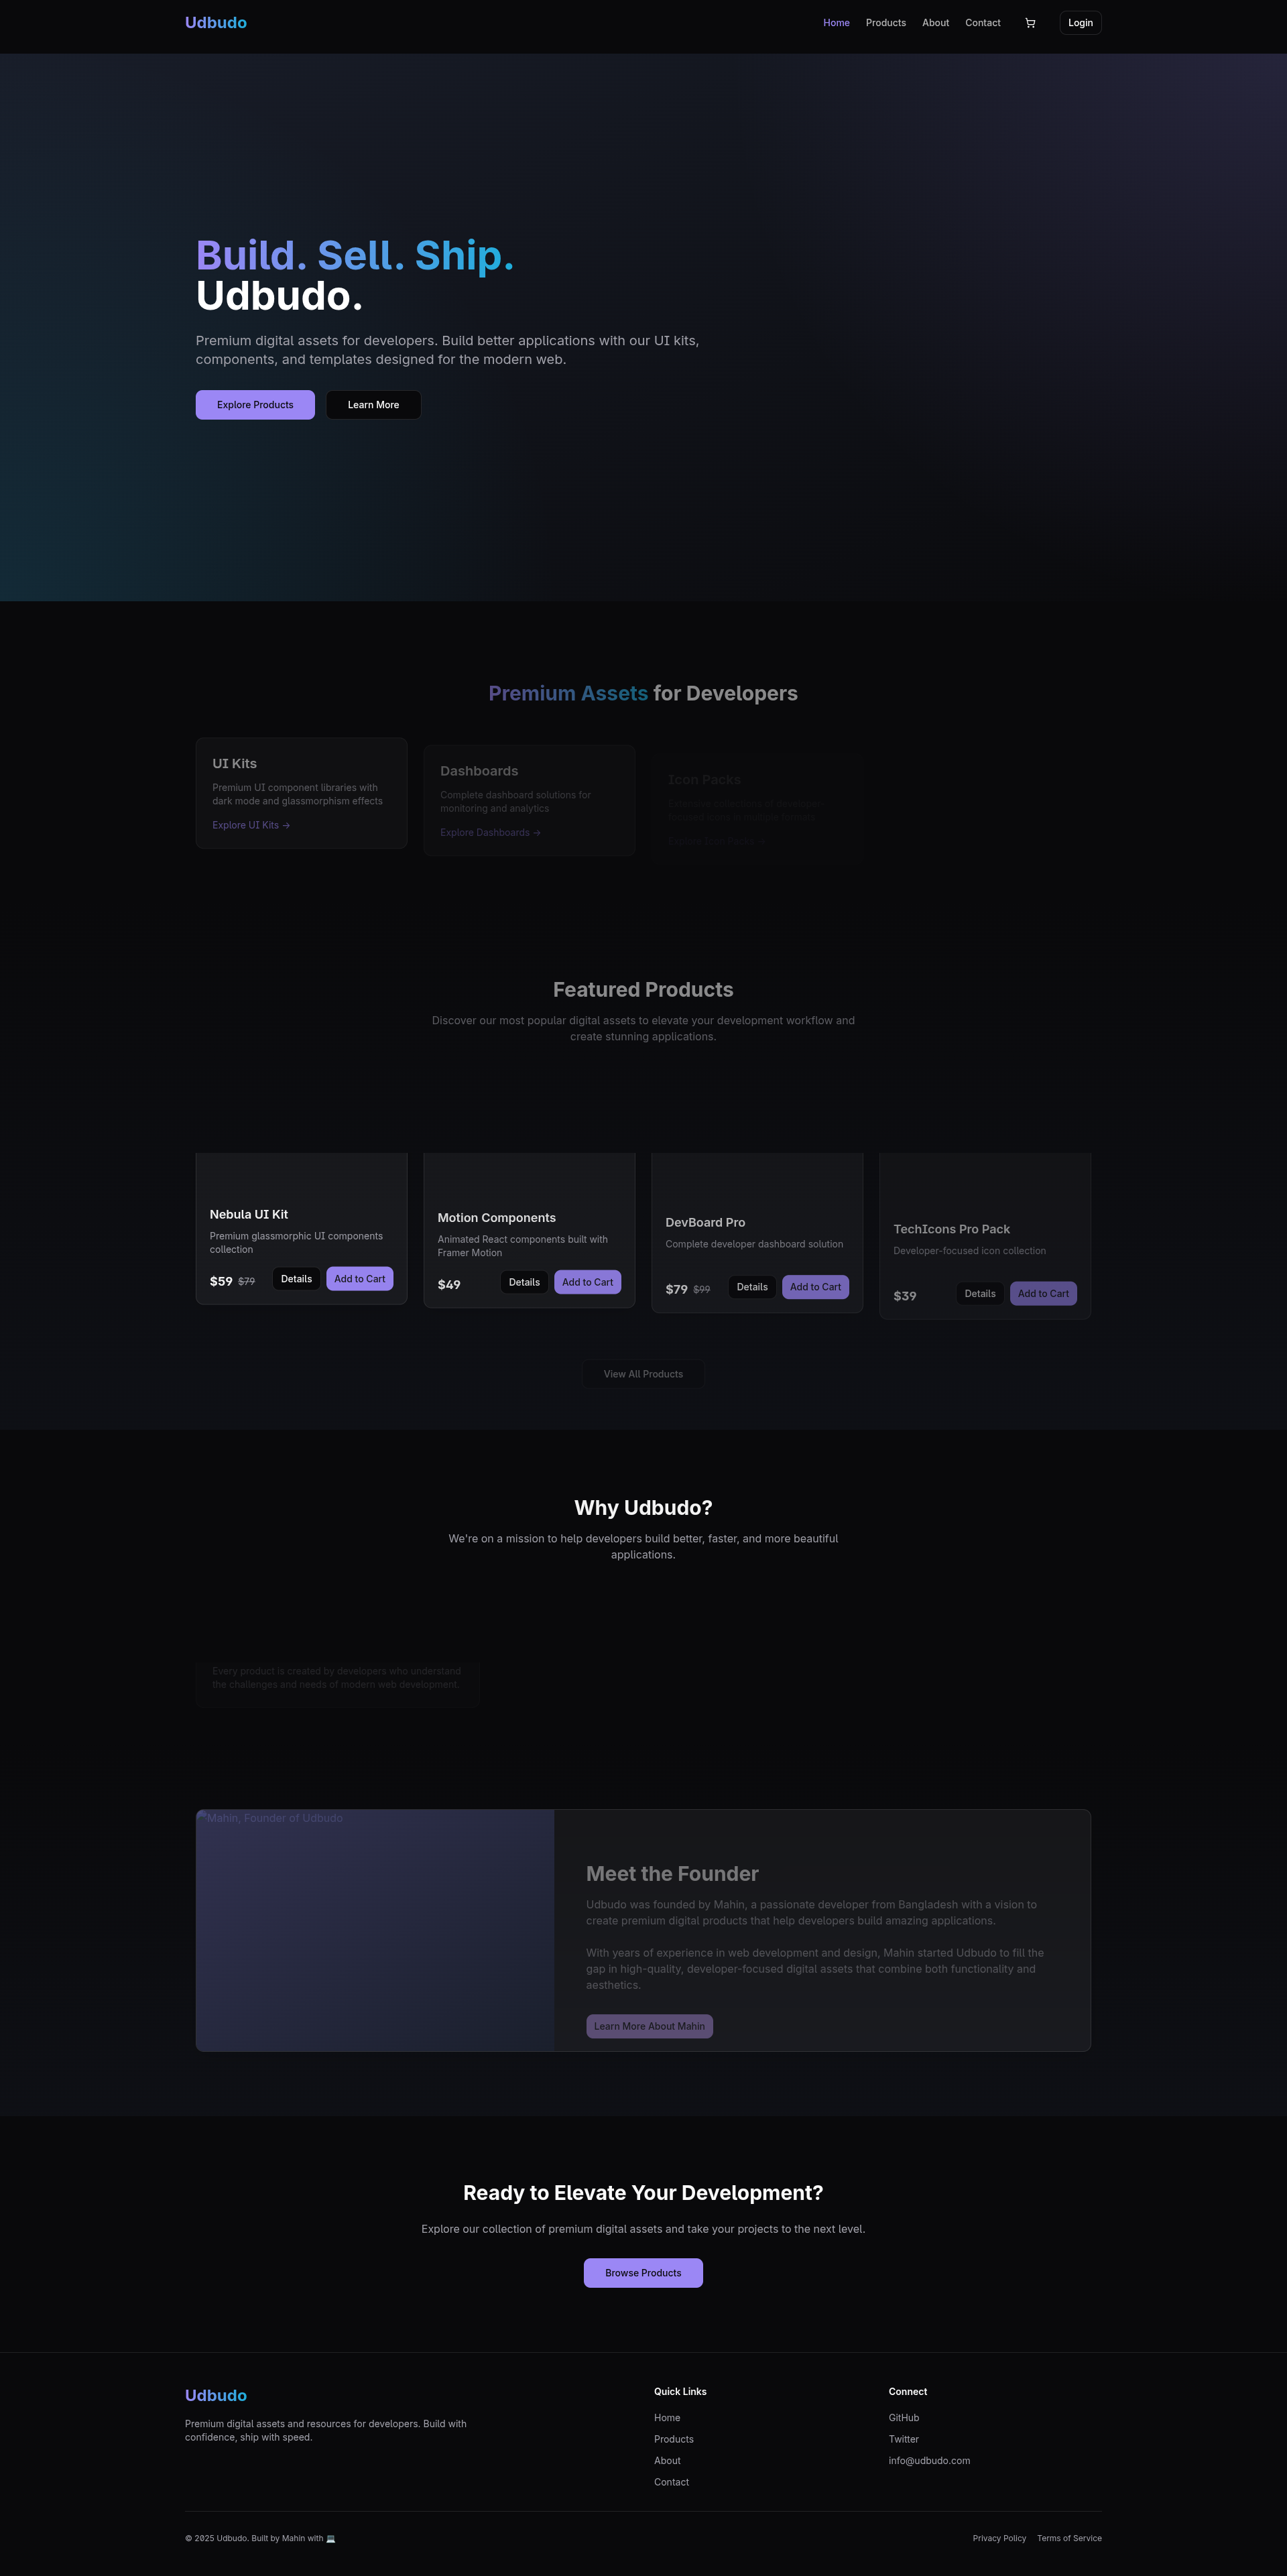 Udbudo
Home Products About Contact Login
Build. Sell. Ship.
Udbudo.
Premium digital assets for developers. Build better applications with our UI kits,
components, and templates designed for the modern web.
Explore Products Learn More
Premium Assets for Developers
UI Kits
Premium UI component libraries with
dark mode and glassmorphism effects
Explore UI Kits →
Dashboards
Complete dashboard solutions for
monitoring and analytics
Explore Dashboards →
Icon Packs
Featured Products
Discover our most popular digital assets to elevate your development workflow and
create stunning applications.
Nebula UI Kit
Premium glassmorphic UI components
collection
$59 $79 Details Add to Cart
Motion Components
Animated React components built with
Framer Motion
$49 Details Add to Cart
DevBoard Pro
Complete developer dashboard solution
$79 $99 Details Add to Cart
TechIcons Pro Pack
Developer-focused icon collection
$39 Details Add to Cart
View All Products
Why Udbudo?
We're on a mission to help developers build better, faster, and more beautiful
applications.
Every product is created by developers who understand
the challenges and needs of modern web development.
Mahin, Founder of Udbudo
Meet the Founder
Udbudo was founded by Mahin, a passionate developer from Bangladesh with a vision to
create premium digital products that help developers build amazing applications.
With years of experience in web development and design, Mahin started Udbudo to fill the
gap in high-quality, developer-focused digital assets that combine both functionality and
aesthetics.
Learn More About Mahin
Ready to Elevate Your Development?
Explore our collection of premium digital assets and take your projects to the next level.
Browse Products
Udbudo
Premium digital assets and resources for developers. Build with
confidence, ship with speed.
Quick Links
Home
Products
About
Contact
Connect
GitHub
Twitter
info@udbudo.com
© 2025 Udbudo. Built by Mahin with 💻
Privacy Policy Terms of Service